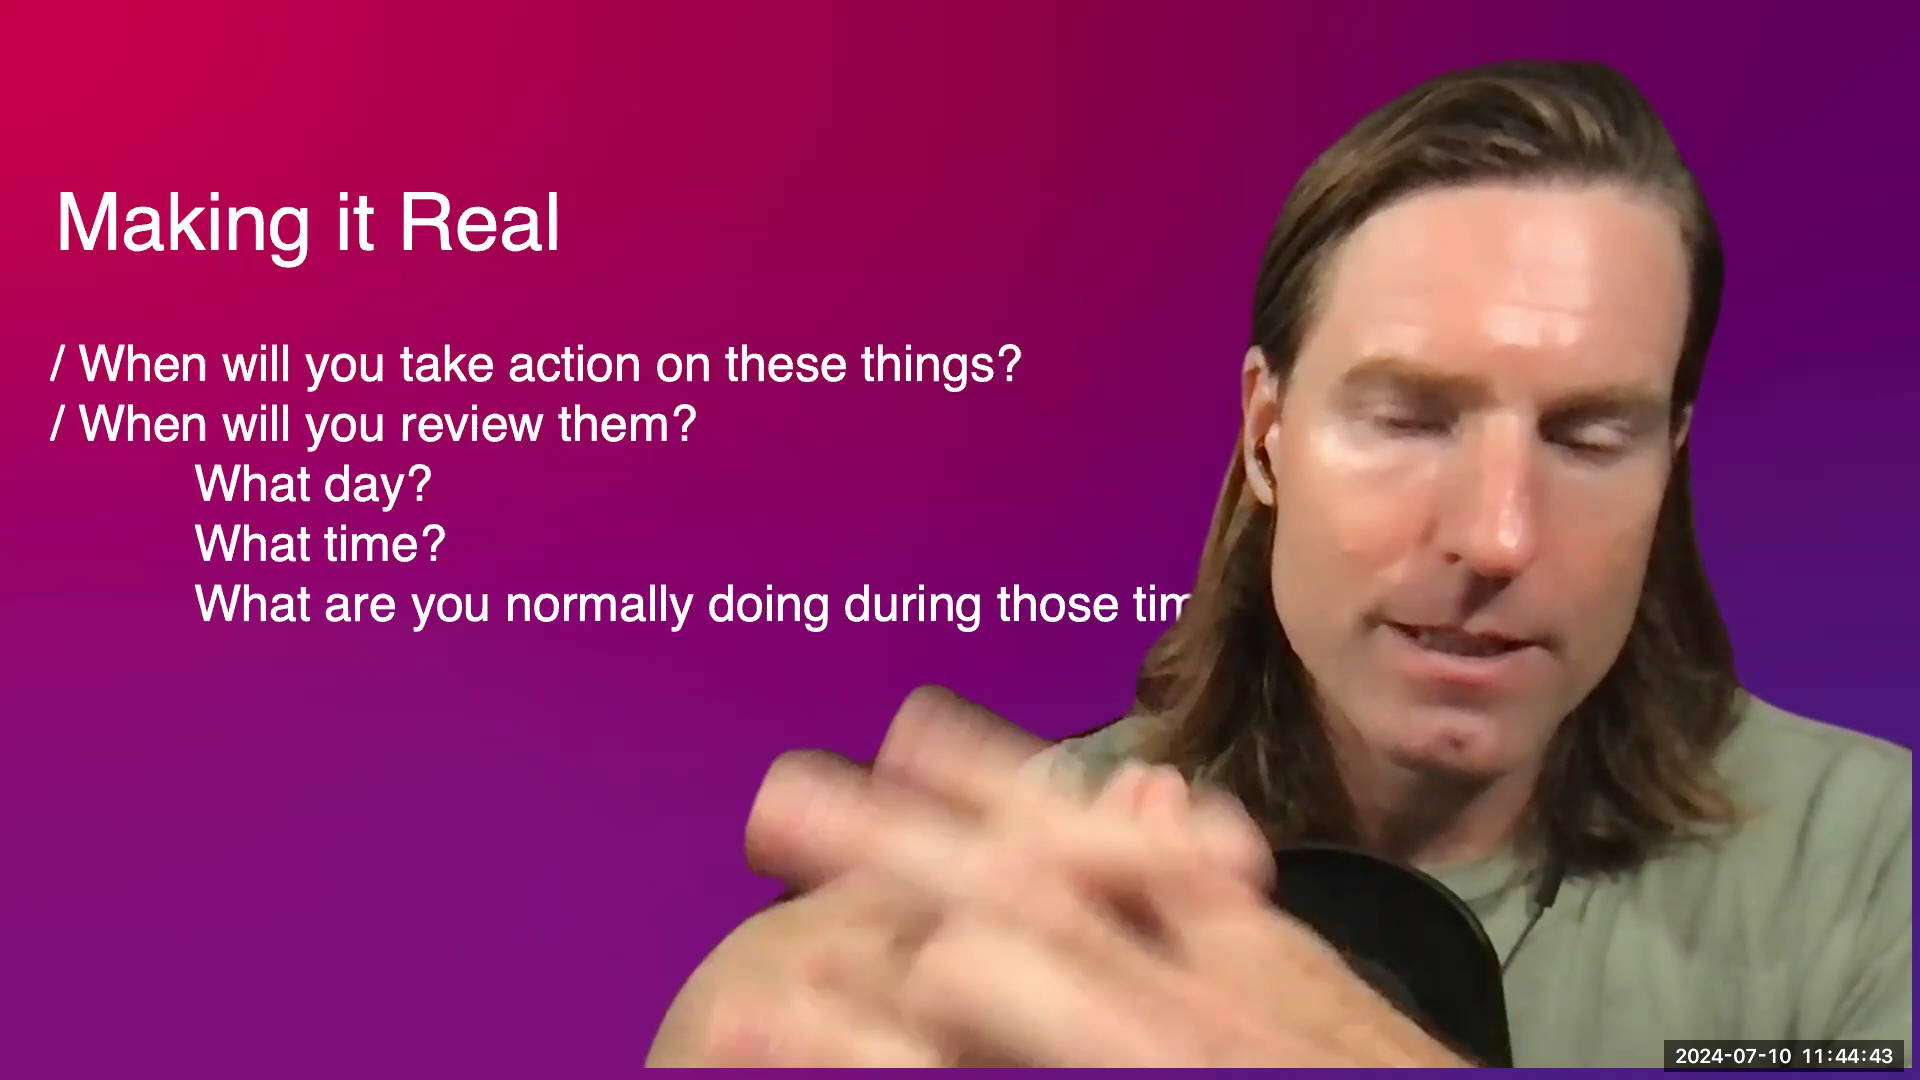 Making it Real
/ When will you take action on these things?
/ When will you review them?
What day?
What time?
What are you normally doing during those
2024-07-10 11:44:43